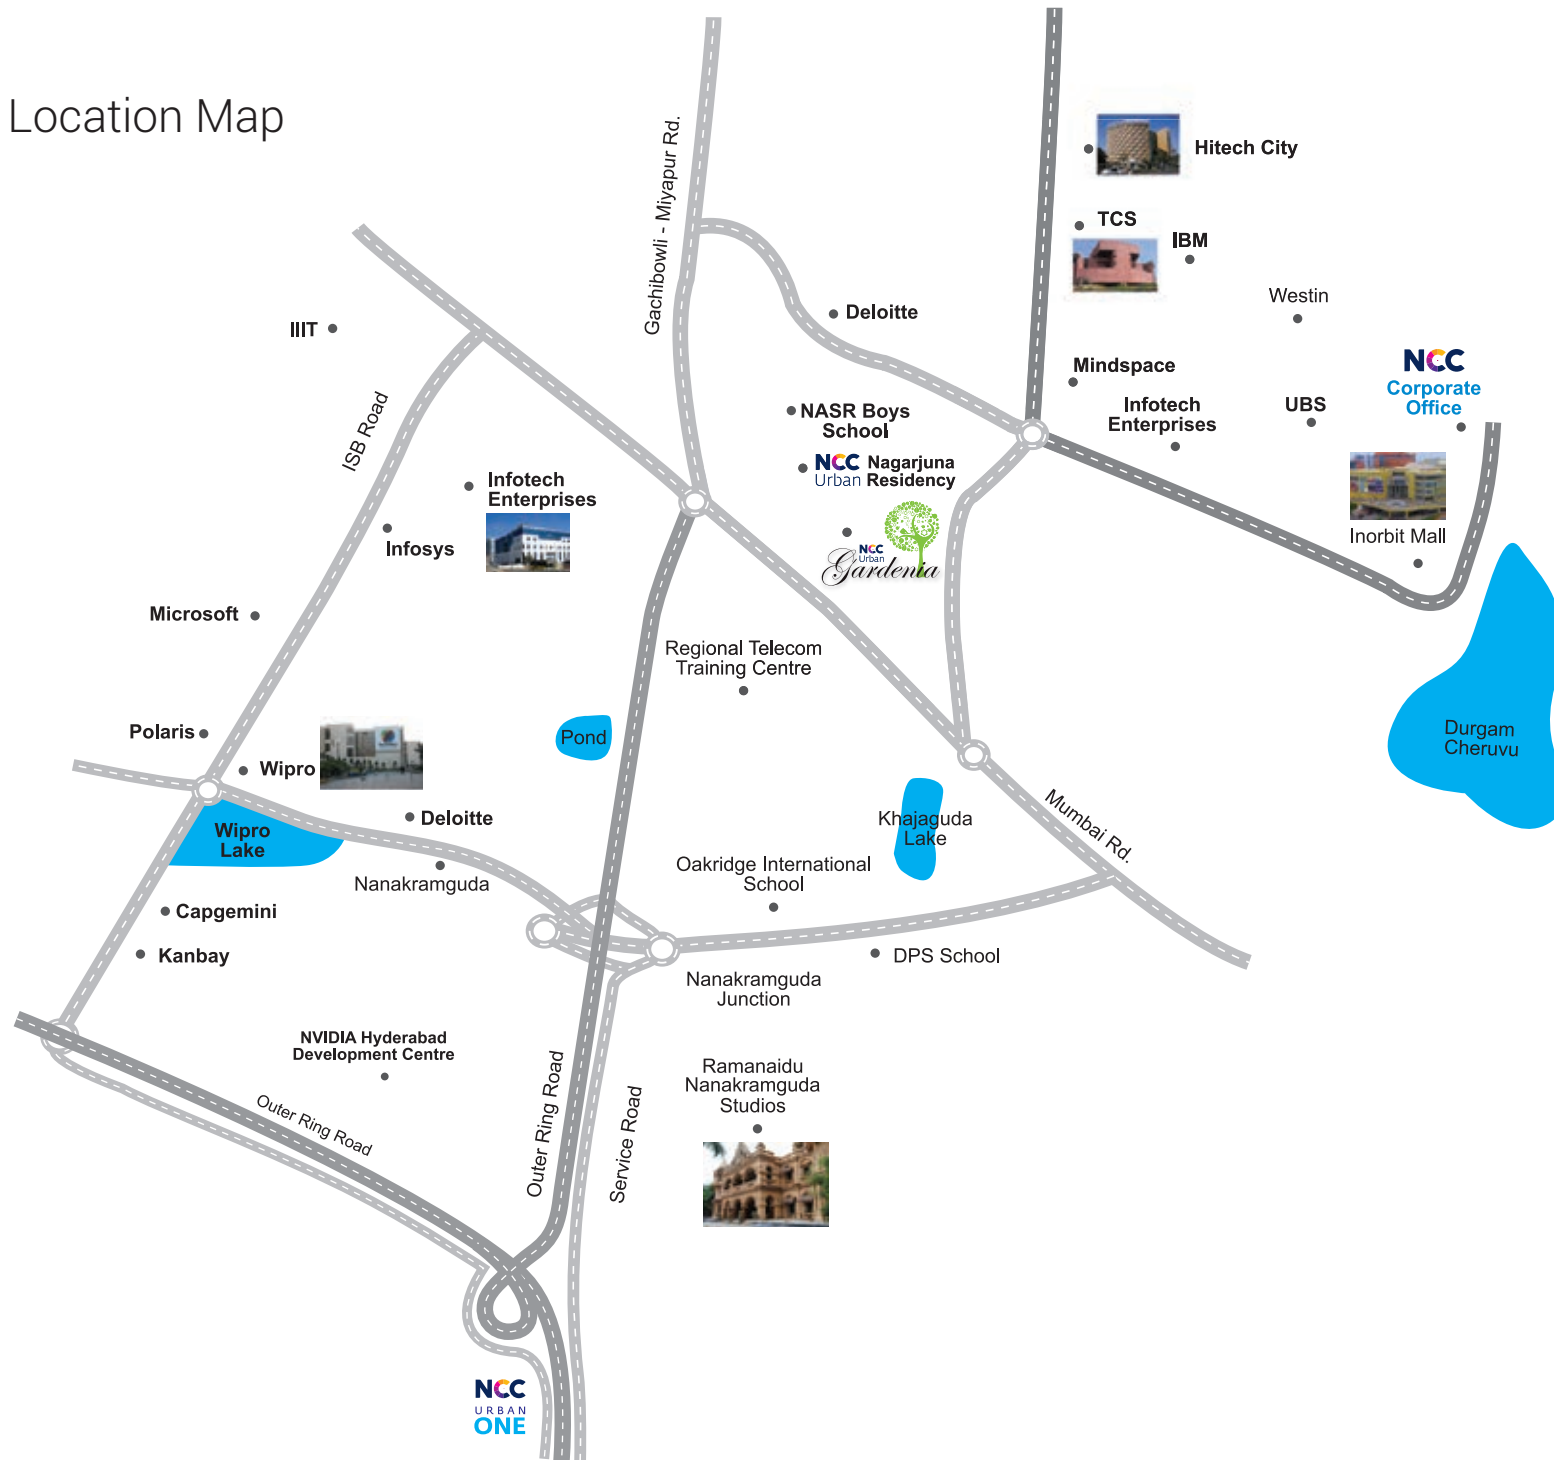 Location Map
Gachibowli - Miyapur Rd.
Hitech City
TCS
IBM
Westin
IIIT
Deloitte
NCC
Corporate
Office
Mindspace
Infotech
Enterprises
UBS
ISB Road
NASR Boys
School
NCC
Urban
Nagarjuna
Residency
Infotech
Enterprises
Infosys
NCC
Urban
Gardenia
Inorbit Mall
Microsoft
Regional Telecom
Training Centre
Polaris
Pond
Durgam
Cheruvu
Wipro
Deloitte
Wipro
Lake
Khajaguda
Lake
Mumbai Rd.
Nanakramguda
Oakridge International
School
Capgemini
Kanbay
DPS School
Nanakramguda
Junction
NVIDIA Hyderabad
Development Centre
Outer Ring Road
Outer Ring Road
Service Road
Ramanaidu
Nanakramguda
Studios
NCC
URBAN
ONE